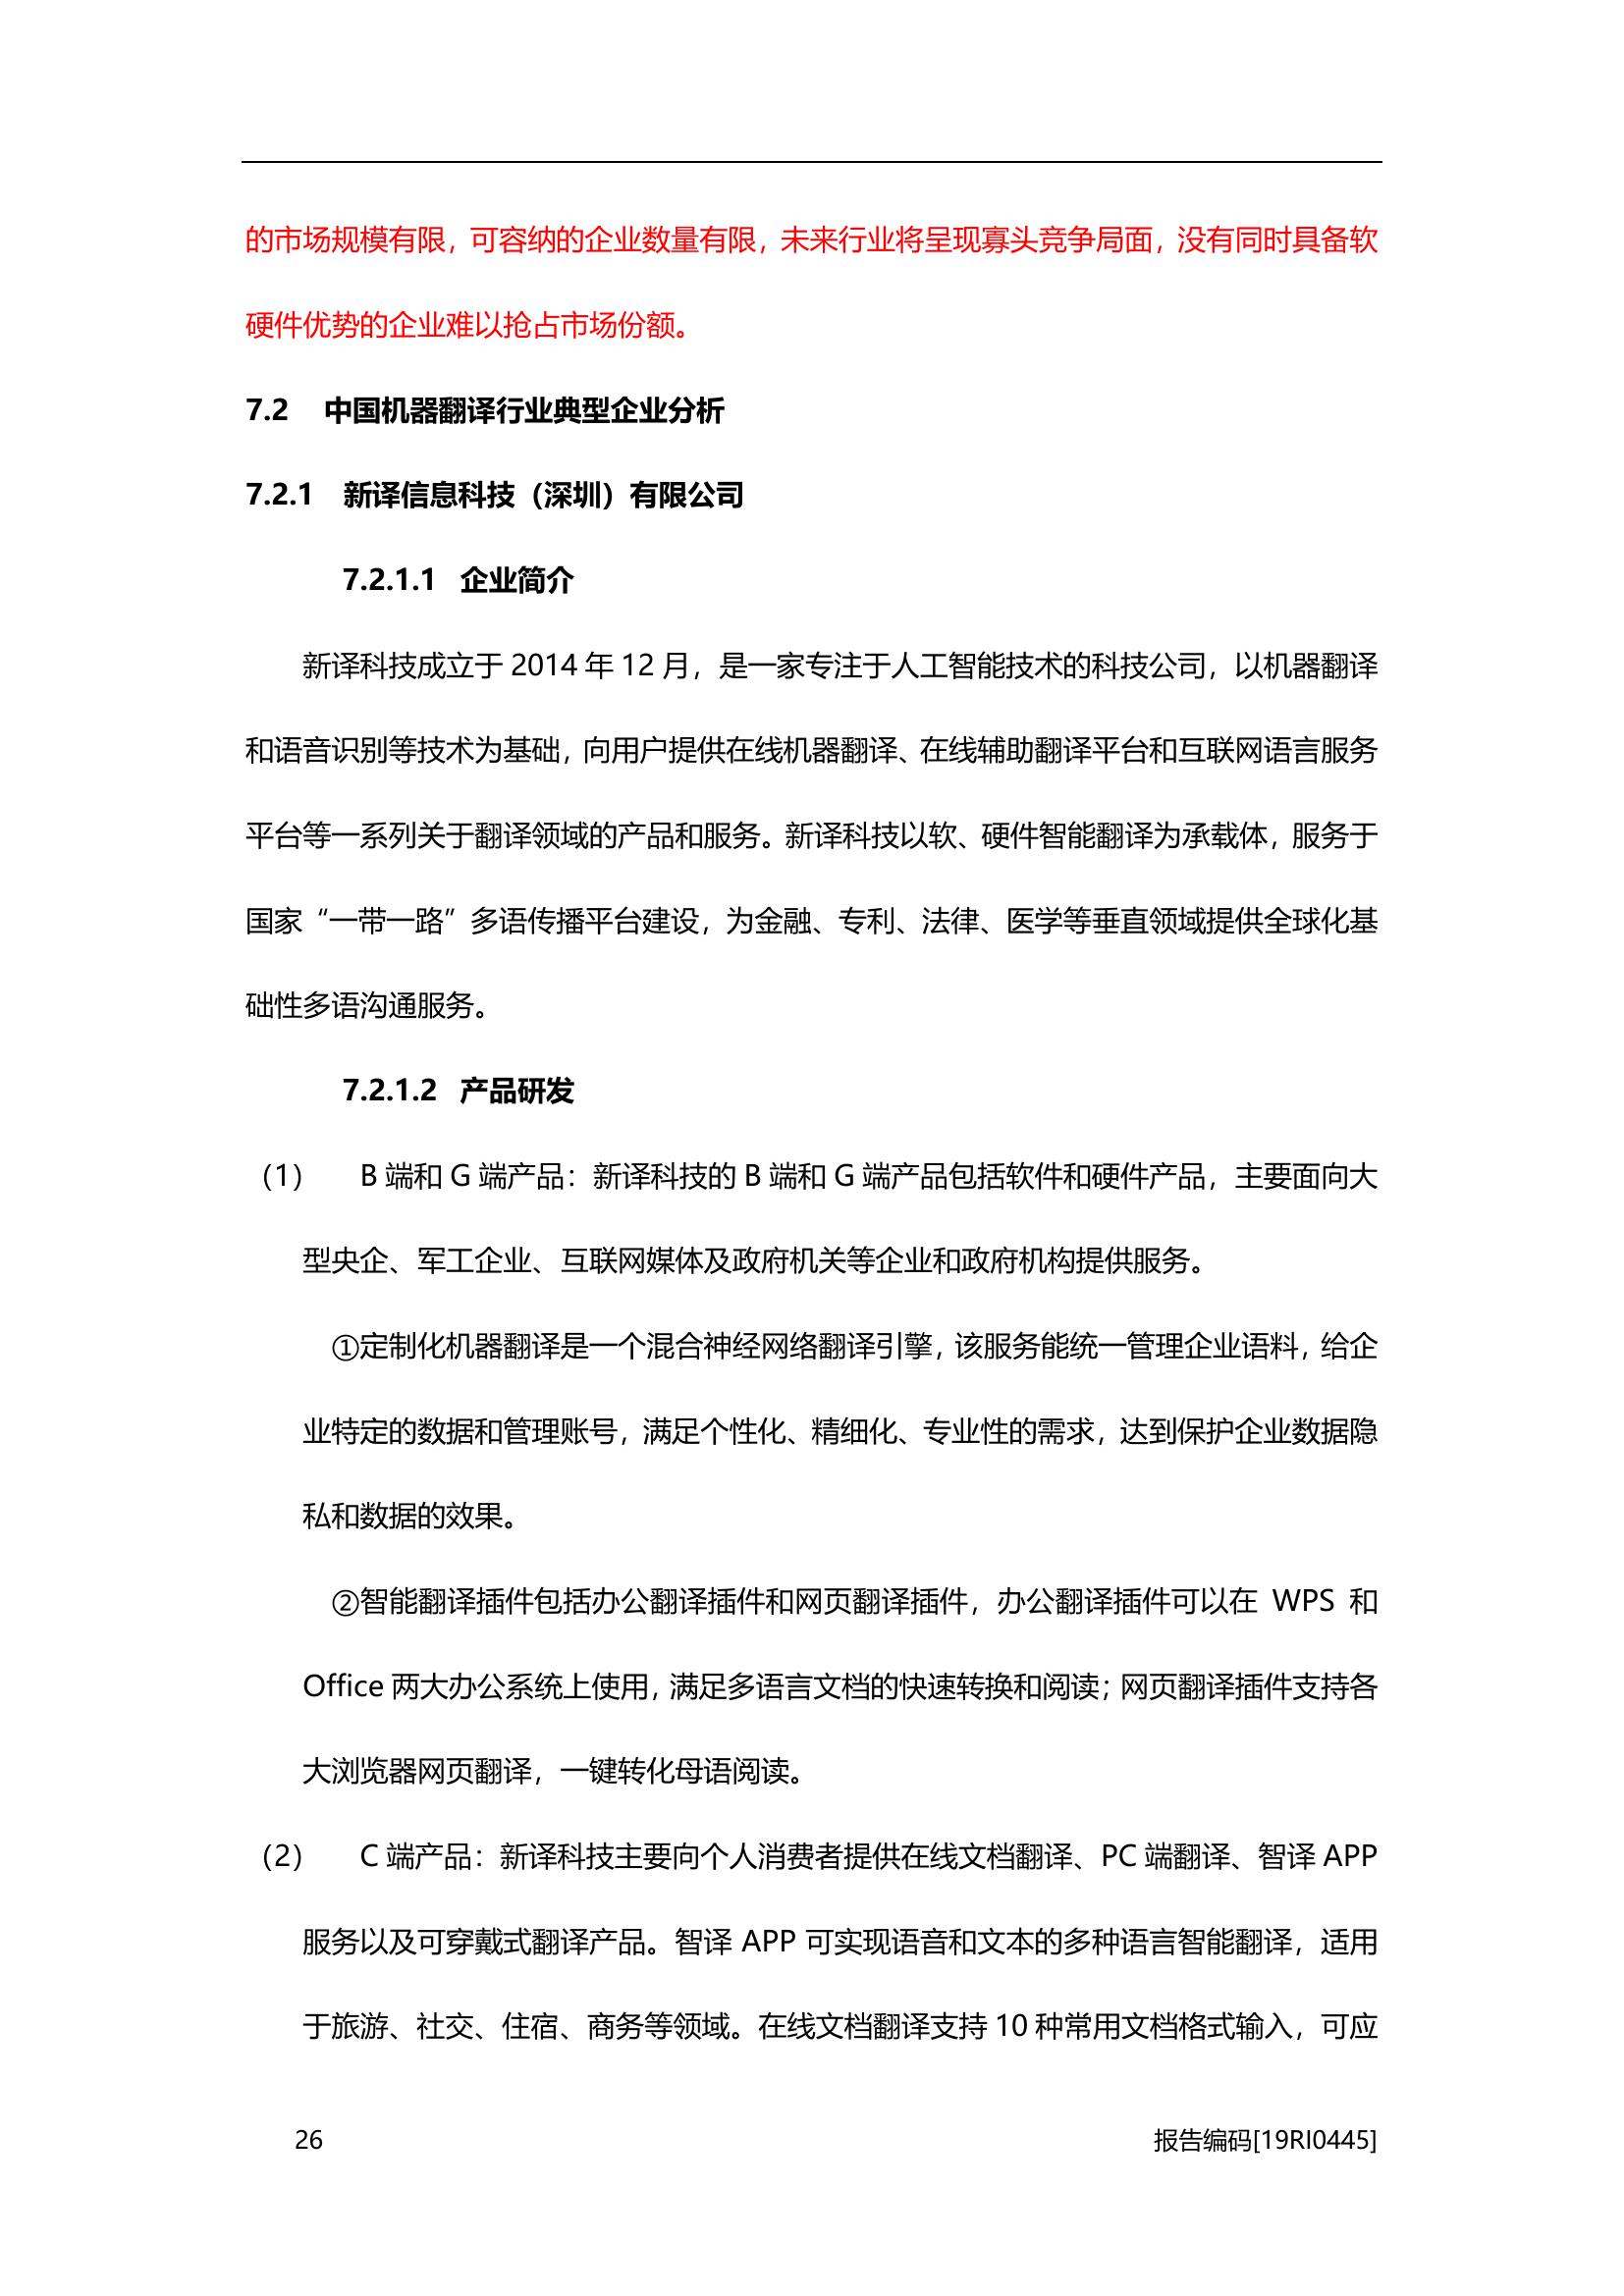 的市场规模有限，可容纳的企业数量有限，未来行业将呈现寡头竞争局面，没有同时具备软
硬件优势的企业难以抢占市场份额。
7.2 中国机器翻译行业典型企业分析
7.2.1 新译信息科技（深圳）有限公司
7.2.1.1 企业简介
新译科技成立于 2014 年 12 月，是一家专注于人工智能技术的科技公司，以机器翻译
和语音识别等技术为基础，向用户提供在线机器翻译、在线辅助翻译平台和互联网语言服务
平台等一系列关于翻译领域的产品和服务。新译科技以软、硬件智能翻译为承载体，服务于
国家“一带一路”多语传播平台建设，为金融、专利、法律、医学等垂直领域提供全球化基
础性多语沟通服务。
7.2.1.2 产品研发
（1） B 端和 G 端产品：新译科技的 B 端和 G 端产品包括软件和硬件产品，主要面向大
型央企、军工企业、互联网媒体及政府机关等企业和政府机构提供服务。
①定制化机器翻译是一个混合神经网络翻译引擎，该服务能统一管理企业语料，给企
业特定的数据和管理账号，满足个性化、精细化、专业性的需求，达到保护企业数据隐
私和数据的效果。
②智能翻译插件包括办公翻译插件和网页翻译插件，办公翻译插件可以在 WPS 和
Office 两大办公系统上使用，满足多语言文档的快速转换和阅读；网页翻译插件支持各
大浏览器网页翻译，一键转化母语阅读。
（2） C 端产品：新译科技主要向个人消费者提供在线文档翻译、PC 端翻译、智译 APP
服务以及可穿戴式翻译产品。智译 APP 可实现语音和文本的多种语言智能翻译，适用
于旅游、社交、住宿、商务等领域。在线文档翻译支持 10 种常用文档格式输入，可应
26 报告编码[19RI0445]